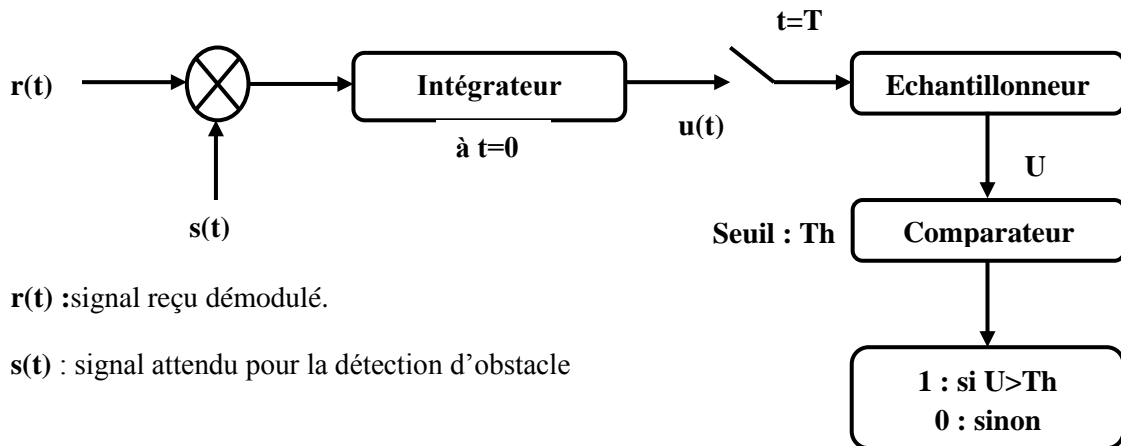 t=T
r(t)
Intégrateur
Echantillonneur
u(t)
à t=0
U
s(t)
Seuil : Th
Comparateur
r(t) :signal reçu démodulé.
s(t) : signal attendu pour la détection d’obstacle
1 : si U>Th
0 : sinon